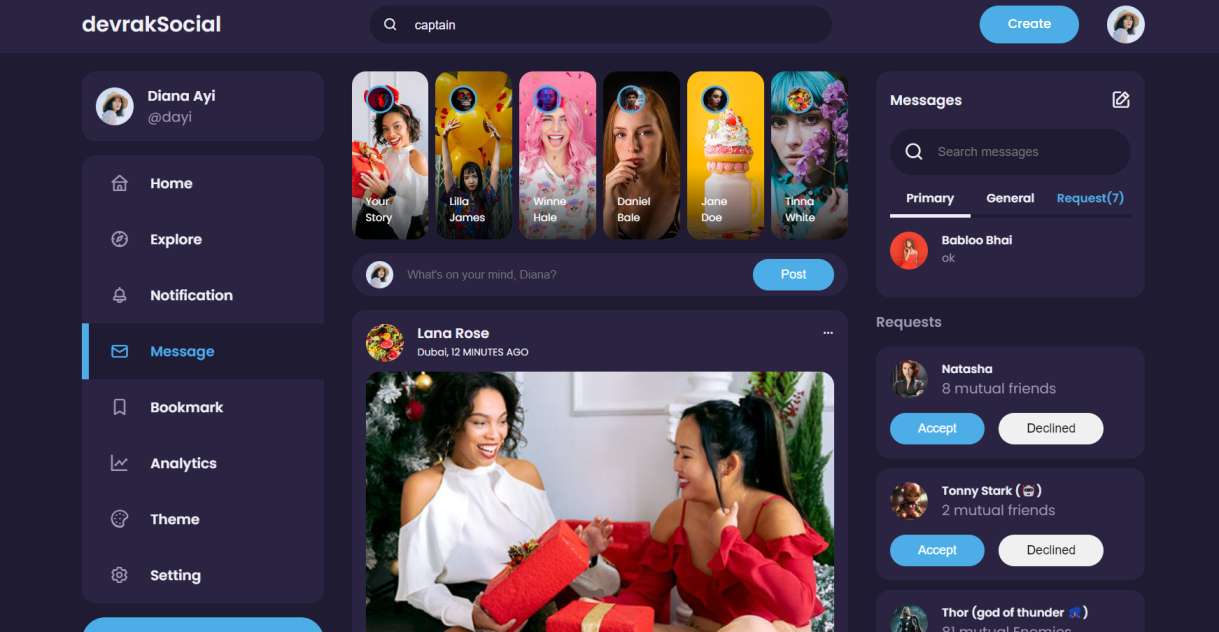 devrakSocial
captain
Create
Diana Ayi
@dayi
Home
Explore
Notification
Message
Bookmark
Analytics
Theme
Setting
Your
Story
Lilla
James
Winne
Hale
Daniel
Bale
Jane
Doe
Tinna
White
What's on your mind, Diana?
Post
Lana Rose
Dubai, 12 MINUTES AGO
Messages
Search messages
Primary General Request(7)
Babloo Bhai
ok
Requests
Natasha
8 mutual friends
Accept Declined
Tonny Stark ( )
2 mutual friends
Accept Declined
Thor (god of thunder )
81 mutual Enemies